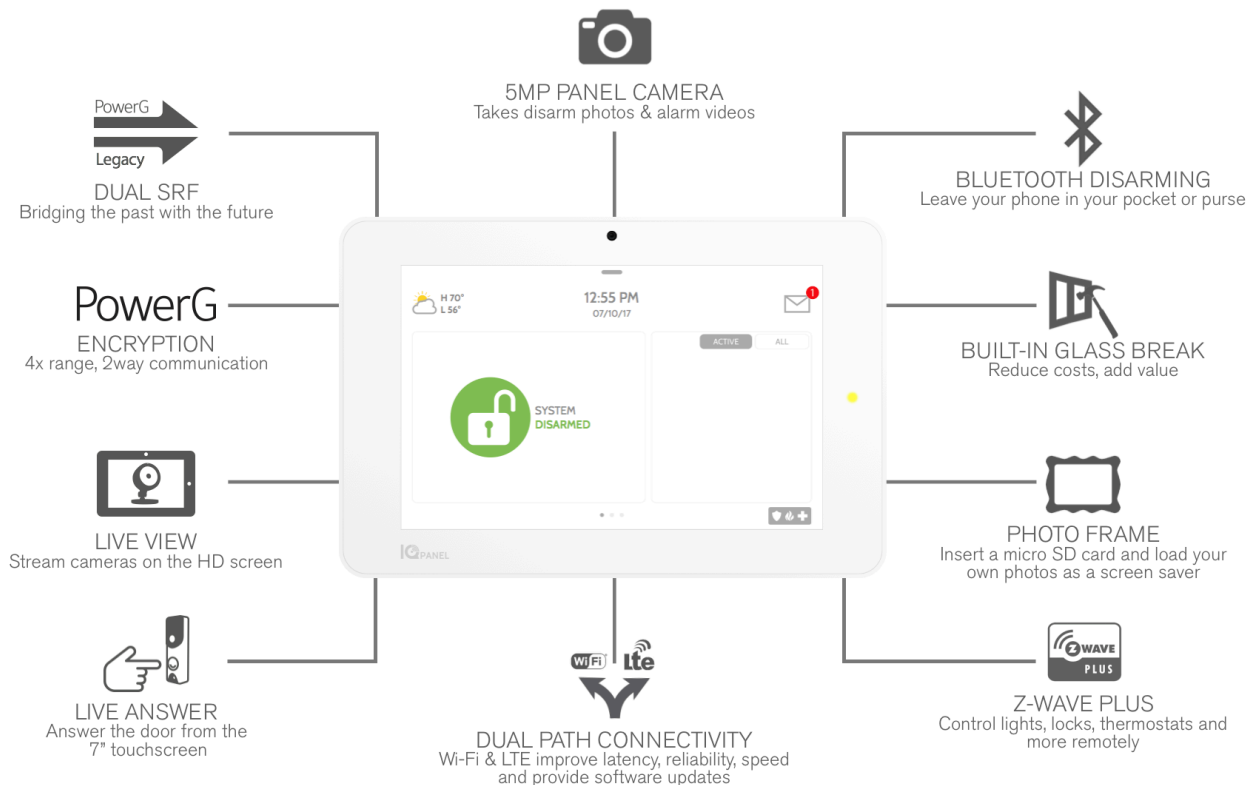 5MP PANEL CAMERA
Takes disarm photos & alarm videos
PowerG
Legacy
DUAL SRF
Bridging the past with the future
BLUETOOTH DISARMING
Leave your phone in your pocket or purse
PowerG
ENCRYPTION
4x range, 2way communication
BUILT-IN GLASS BREAK
Reduce costs, add value
H 70°
L 56°
12:55 PM
07/10/17
1
ACTIVE
ALL
SYSTEM
DISARMED
IQ PANEL
LIVE VIEW
Stream cameras on the HD screen
PHOTO FRAME
Insert a micro SD card and load your
own photos as a screen saver
LIVE ANSWER
Answer the door from the
7” touchscreen
WiFi
lte
DUAL PATH CONNECTIVITY
Wi-Fi & LTE improve latency, reliability, speed
and provide software updates
Z WAVE
PLUS
Z-WAVE PLUS
Control lights, locks, thermostats and
more remotely